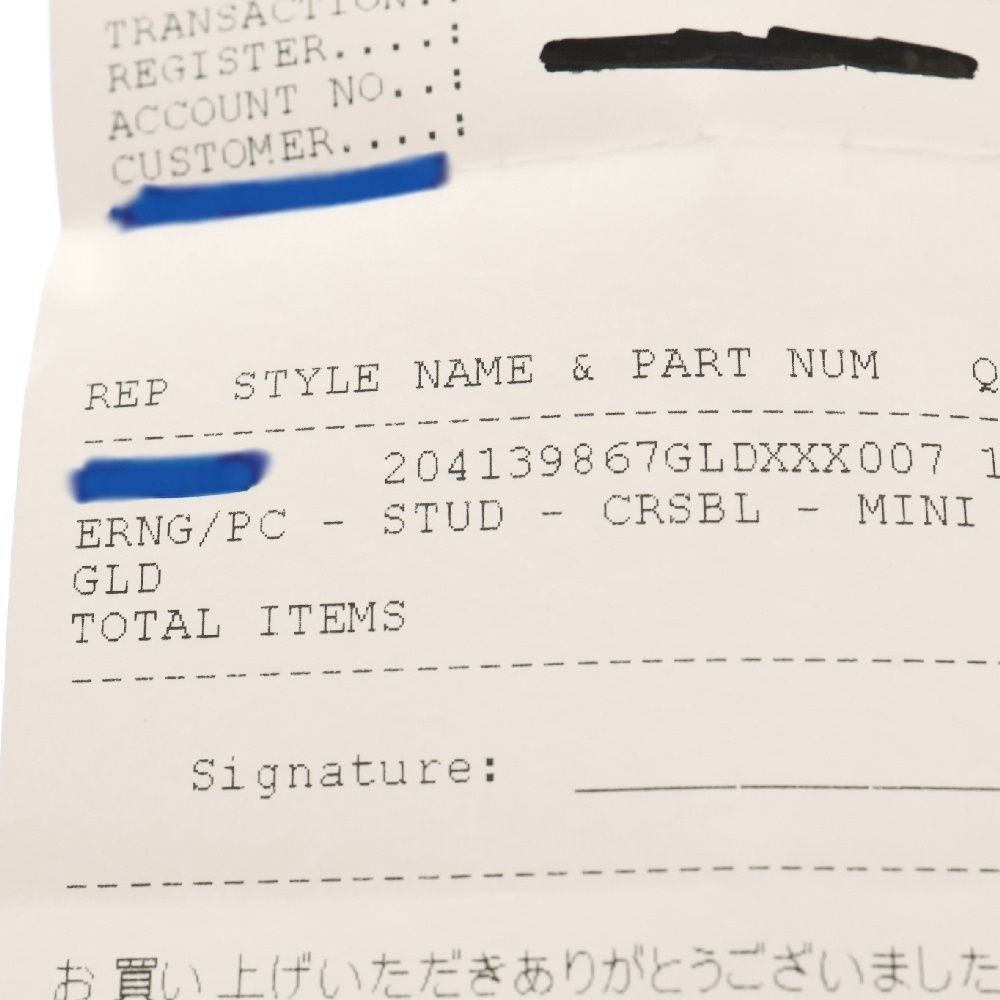 TRANSACTION.:
REGISTER....:
ACCOUNT NO..:
CUSTOMER....:
REP STYLE NAME & PART NUM Q
204139867GLDXXX007 1
ERNG/PC - STUD - CRSBL - MINI
GLD
TOTAL ITEMS
Signature:
お買い上げいただきありがとうございました